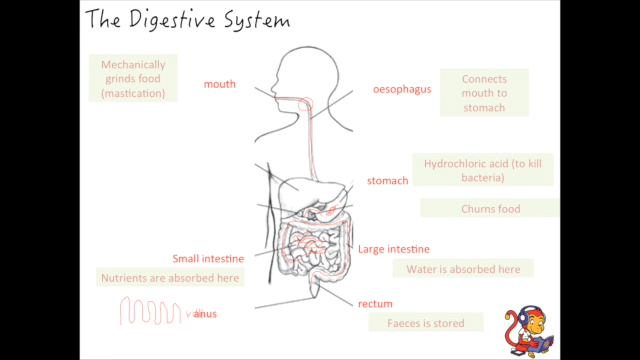 The Digestive System
Mechanically
grinds food
(mastication)
mouth
oesophagus
Connects
mouth to
stomach
stomach
Hydrochloric acid (to kill
bacteria)
Churns food
Small intestine
Nutrients are absorbed here
Large intestine
Water is absorbed here
anus
rectum
Faeces is stored